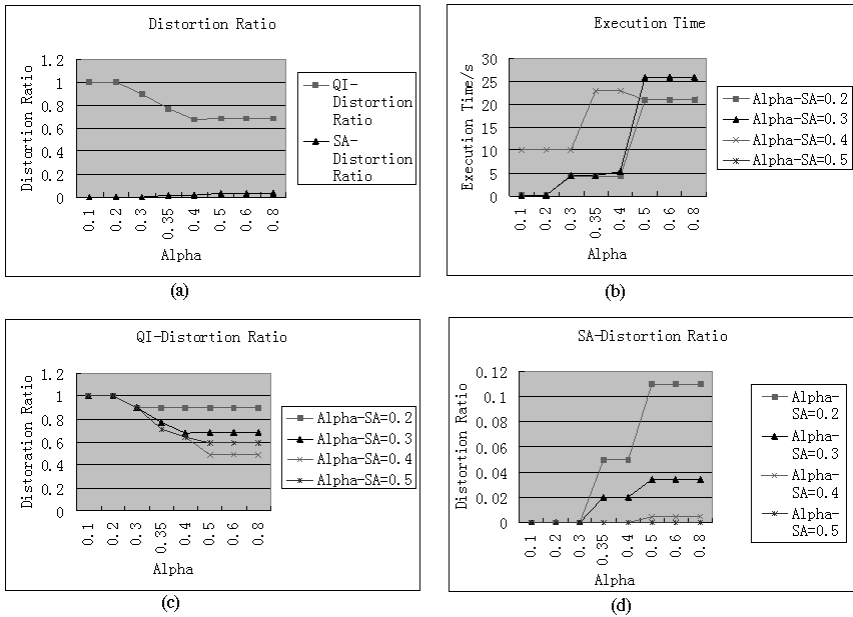 Distortion Ratio
Distortion Ratio
1.2
1
0.8
0.6
0.4
0.2
0
0.1
0.2
0.3
0.35
0.4
0.5
0.6
0.8
Alpha
QI-
Distortion
Ratio
SA-
Distortion
Ratio
(a)
Execution Time
Execution Time/s
30
25
20
15
10
5
0
0.1
0.2
0.3
0.35
0.4
0.5
0.6
0.8
Alpha
Alpha-SA=0.2
Alpha-SA=0.3
Alpha-SA=0.4
Alpha-SA=0.5
(b)
QI-Distortion Ratio
Distoration Ratio
1.2
1
0.8
0.6
0.4
0.2
0
0.1
0.2
0.3
0.35
0.4
0.5
0.6
0.8
Alpha
Alpha-SA=0.2
Alpha-SA=0.3
Alpha-SA=0.4
Alpha-SA=0.5
(c)
SA-Distortion Ratio
Distortion Ratio
0.12
0.1
0.08
0.06
0.04
0.02
0
0.1
0.2
0.3
0.35
0.4
0.5
0.6
0.8
Alpha
Alpha-
SA=0.2
Alpha-
SA=0.3
Alpha-
SA=0.4
Alpha-
SA=0.5
(d)